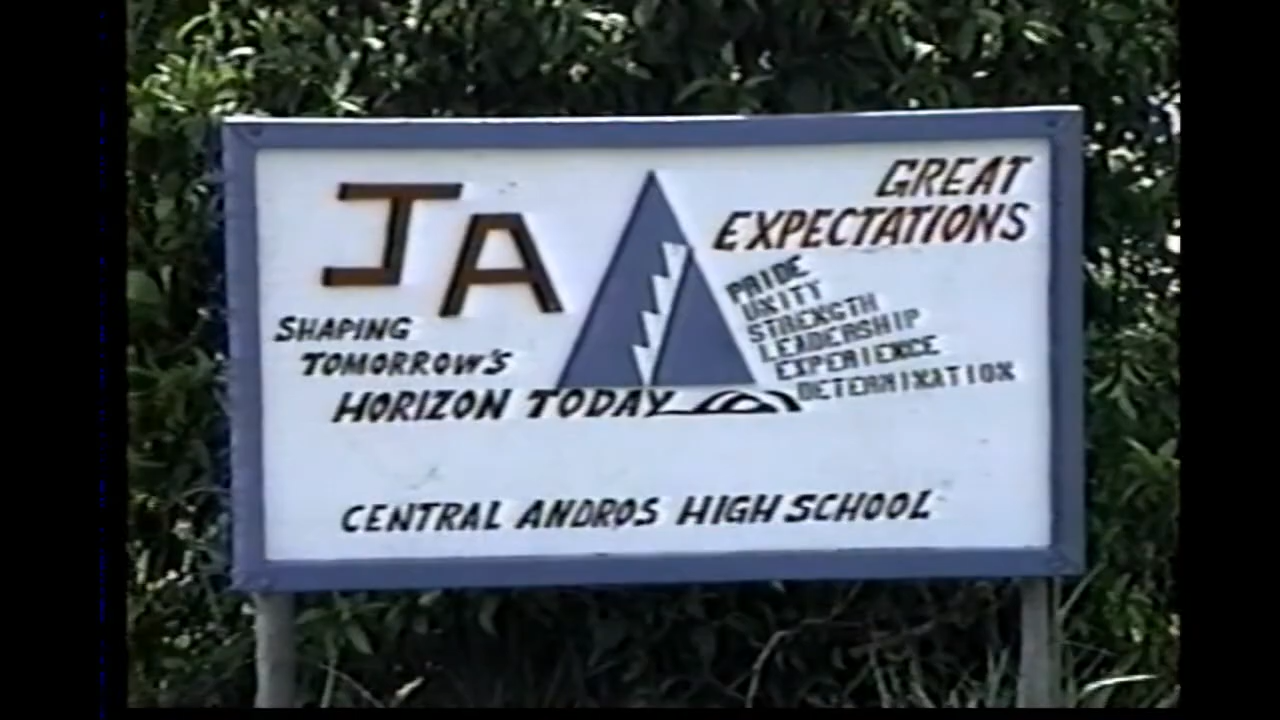 JA
SHAPING
TOMORROW'S
HORIZON TODAY
GREAT
EXPECTATIONS
PRIDE
UNITY
STRENGTH
LEADERSHIP
EXPERIENCE
DETERMINATION
CENTRAL ANDROS HIGH SCHOOL